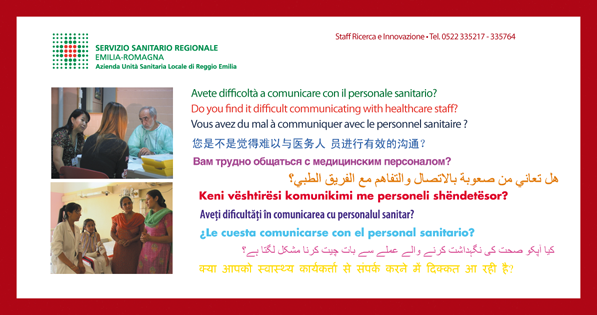 Staff Ricerca e Innovazione • Tel. 0522 335217 - 335764
SERVIZIO SANITARIO REGIONALE
EMILIA-ROMAGNA
Azienda Unità Sanitaria Locale di Reggio Emilia
Avete difficoltà a comunicare con il personale sanitario?
Do you find it difficult communicating with healthcare staff?
Vous avez du mal à communiquer avec le personnel sanitaire ?
您是不是觉得难以与医务人 员进行有效的沟通?
Вам трудно общаться с медицинским персоналом?
هل تعاني من صعوبة بالاتصال والتفاهم مع الفريق الطبي؟
Keni vështirësi komunikimi me personeli shëndetësor?
Aveţi dificultăţi în comunicarea cu personalul sanitar?
¿Le cuesta comunicarse con el personal sanitario?
کیا آپکو صحت کی نگہداشت کرنے والے عملے سے بات چیت کرنا مشکل لگتا ہے؟
क्या आपको स्वास्थ्य कार्यकर्त्ता से संपर्क करने में दिक्कत आ रही है?